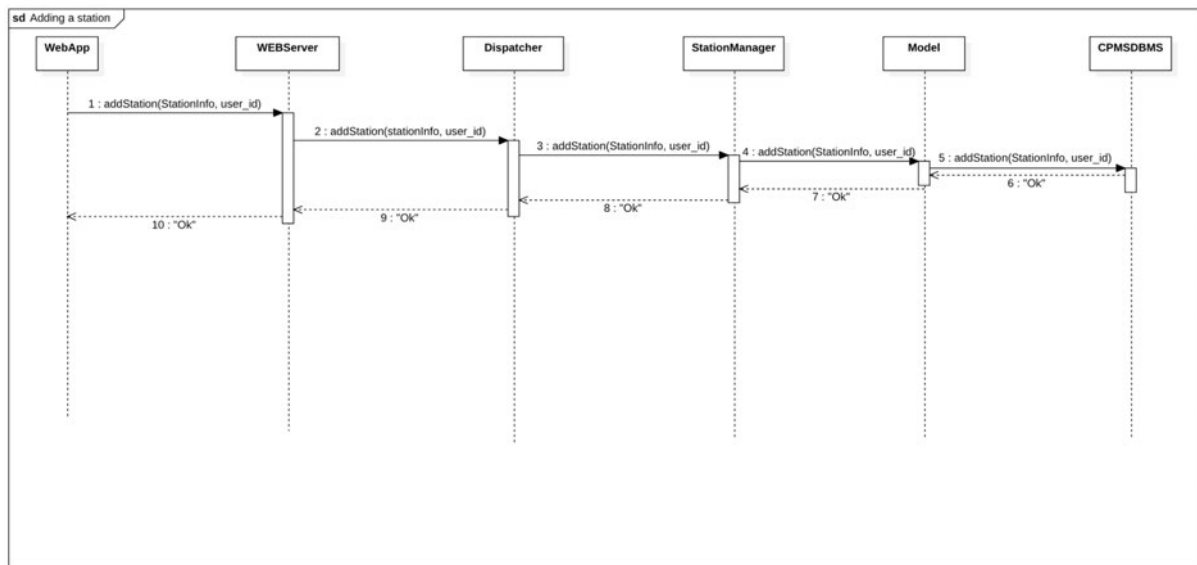 sd Adding a station
WebApp
WEBServer
Dispatcher
StationManager
Model
CPMSDBMS
1 : addStation(StationInfo, user_id)
2 : addStation(stationInfo, user_id)
3 : addStation(StationInfo, user_id)
4 : addStation(StationInfo, user_id)
5 : addStation(StationInfo, user_id)
6 : "Ok"
7 : "Ok"
8 : "Ok"
9 : "Ok"
10 : "Ok"